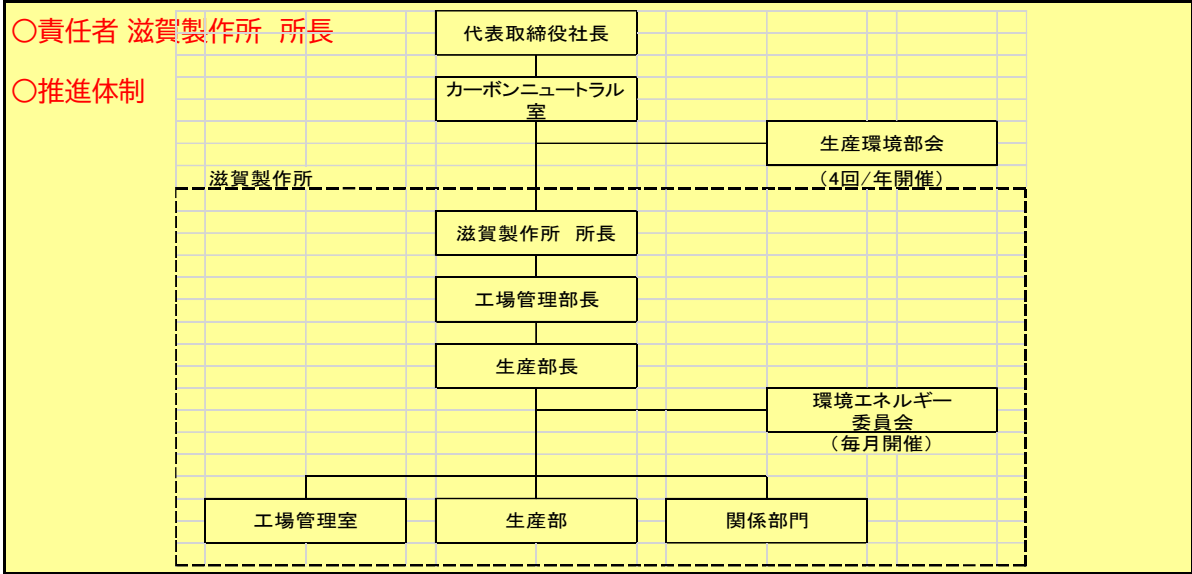 ○責任者 滋賀製作所 所長
代表取締役社長
○推進体制
カーボンニュートラル
室
生産環境部会
(4回/年開催)
滋賀製作所
滋賀製作所 所長
工場管理部長
生産部長
環境エネルギー
委員会
(毎月開催)
工場管理室
生産部
関係部門